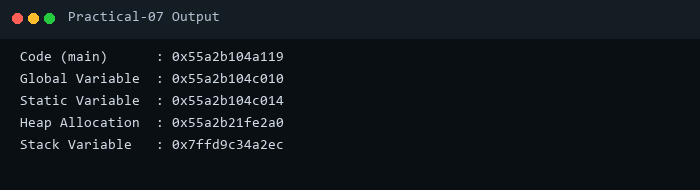 Practical-07 Output
Code (main)      : 0x55a2b104a119
Global Variable  : 0x55a2b104c010
Static Variable  : 0x55a2b104c014
Heap Allocation  : 0x55a2b21fe2a0
Stack Variable   : 0x7ffd9c34a2ec